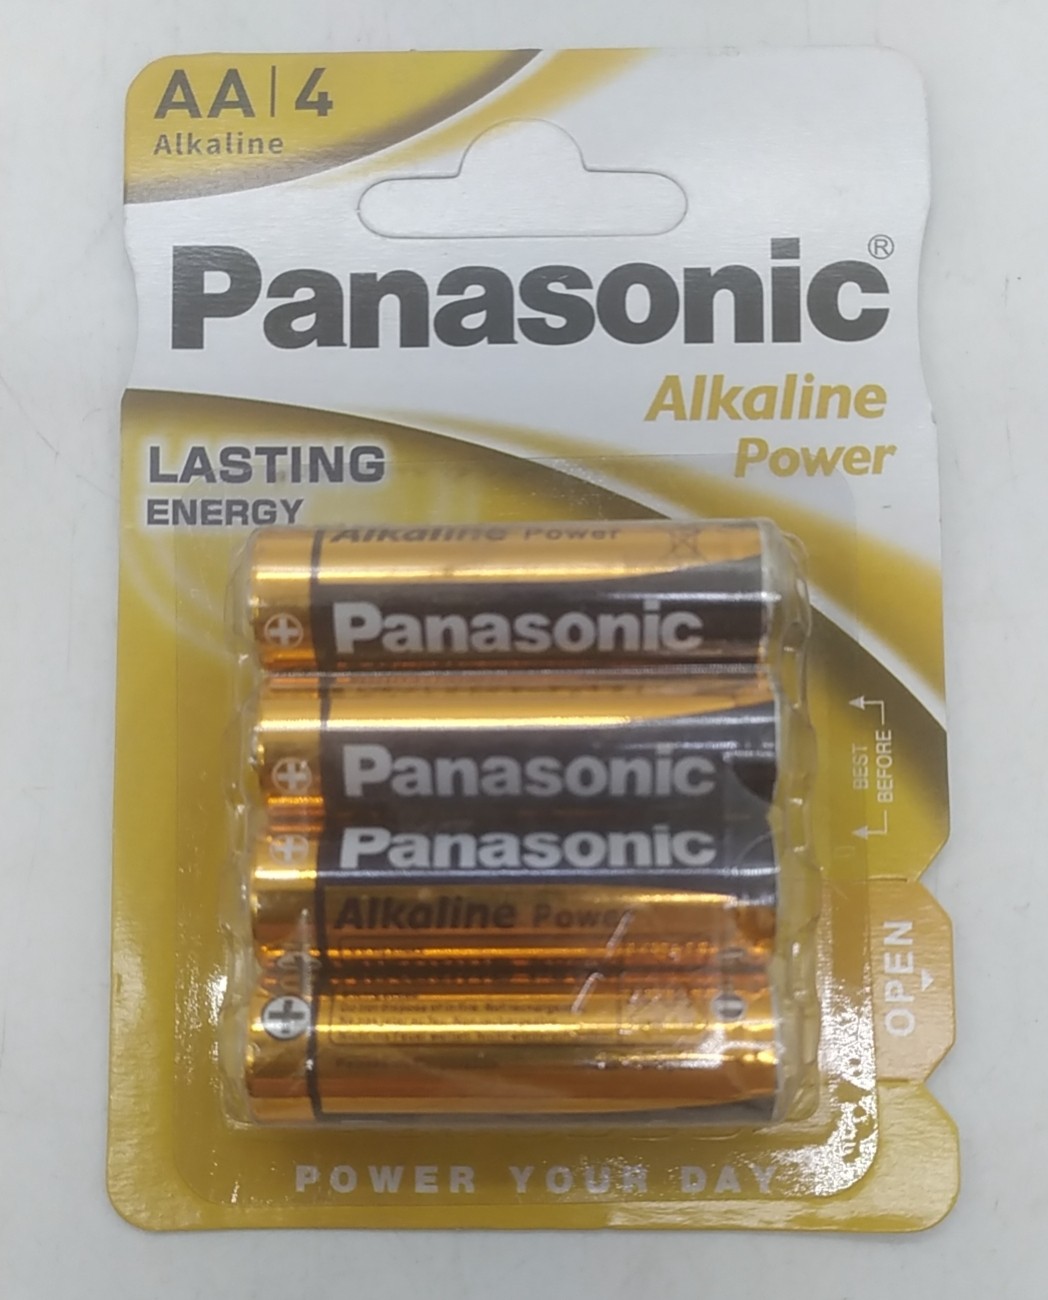 AA|4
Alkaline
Panasonic®
Alkaline
Power
LASTING
ENERGY
Alkaline Power
Panasonic
Panasonic
Panasonic
Alkaline Power
BEST
BEFORE
OPEN
POWER YOUR DAY